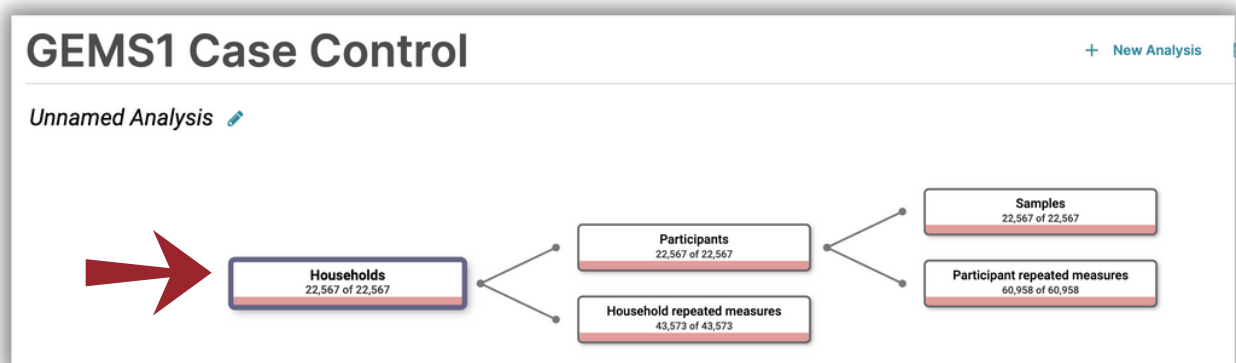 GEMS1 Case Control
+ New Analysis
Unnamed Analysis
Samples
22,567 of 22,567
Participants
22,567 of 22,567
Households
22,567 of 22,567
Participant repeated measures
60,958 of 60,958
Household repeated measures
43,573 of 43,573